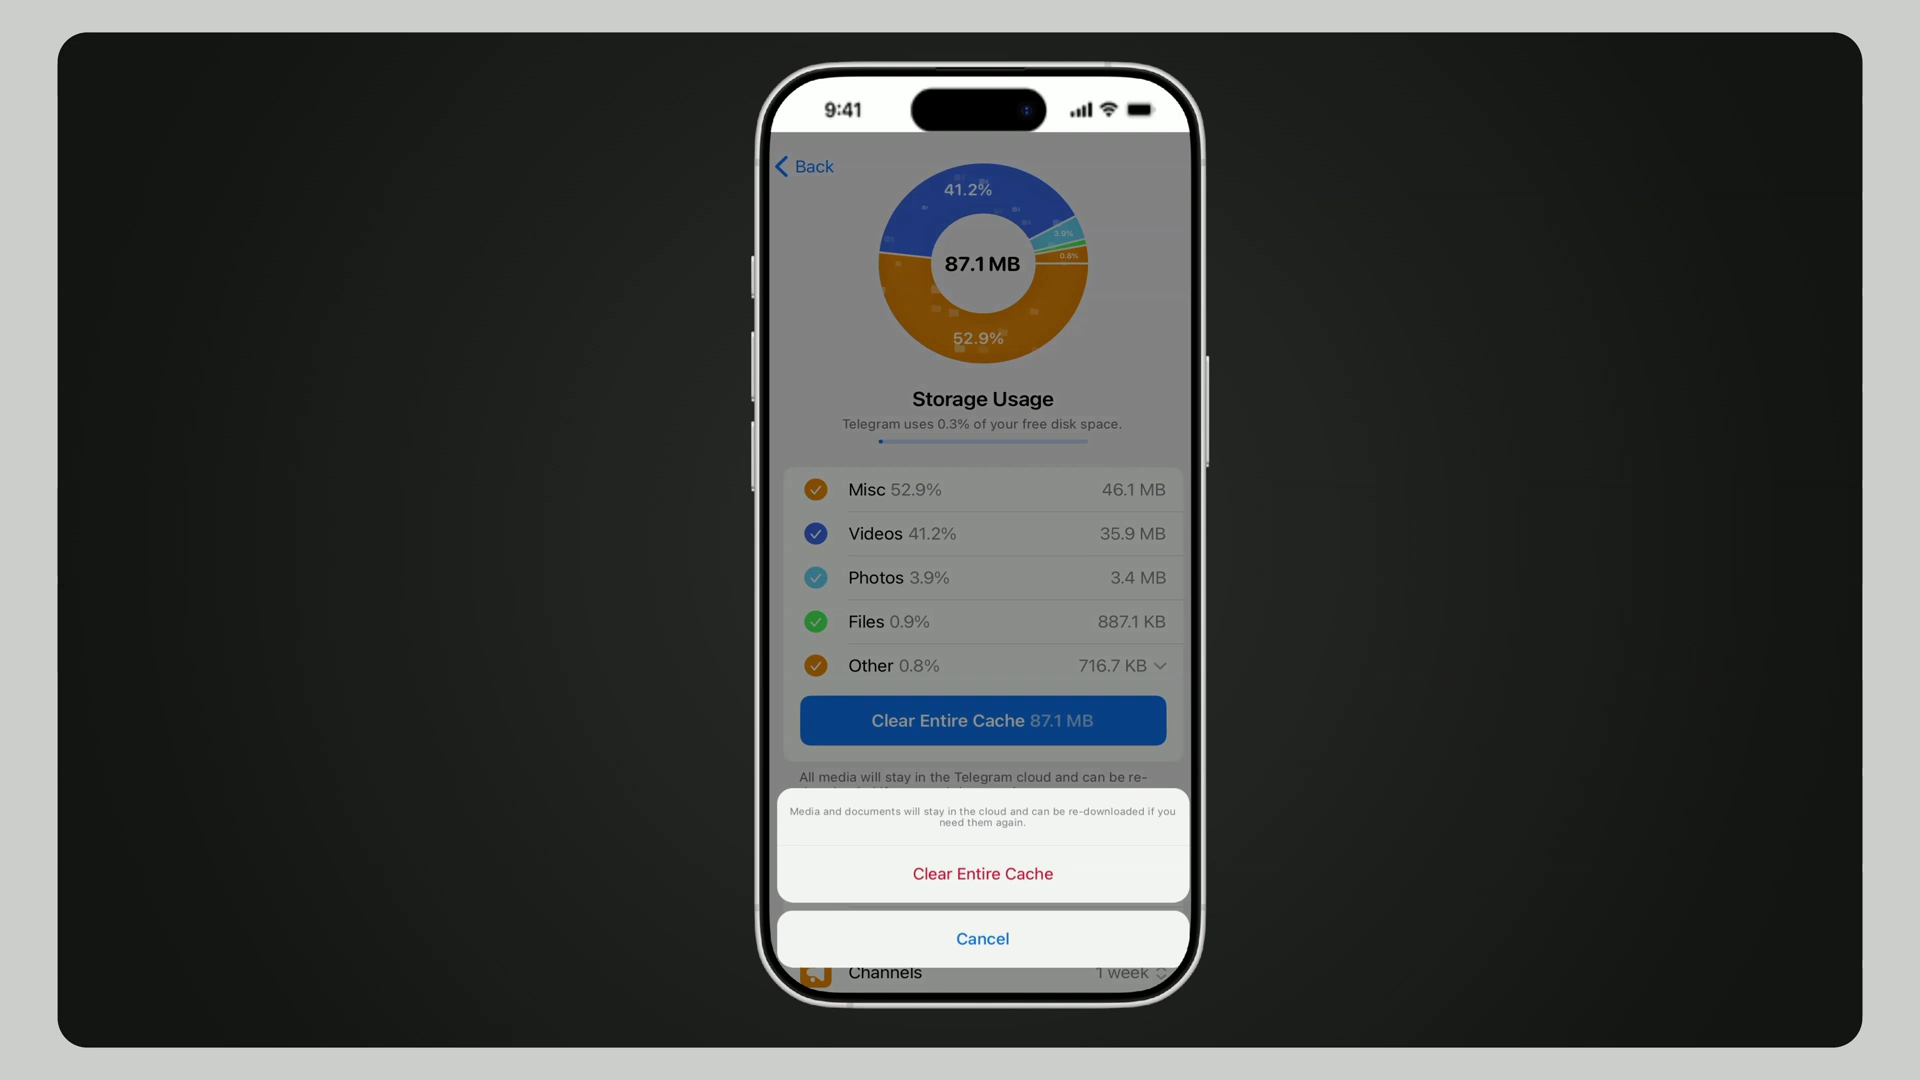 9:41
Back
41.2%
3.9%
0.8%
87.1 MB
52.9%
Storage Usage
Telegram uses 0.3% of your free disk space.
Misc 52.9% 46.1 MB
Videos 41.2% 35.9 MB
Photos 3.9% 3.4 MB
Files 0.9% 887.1 KB
Other 0.8% 716.7 KB
Clear Entire Cache 87.1 MB
All media will stay in the Telegram cloud and can be re-
Media and documents will stay in the cloud and can be re-downloaded if you
need them again.
Clear Entire Cache
Cancel
Channels 1 week